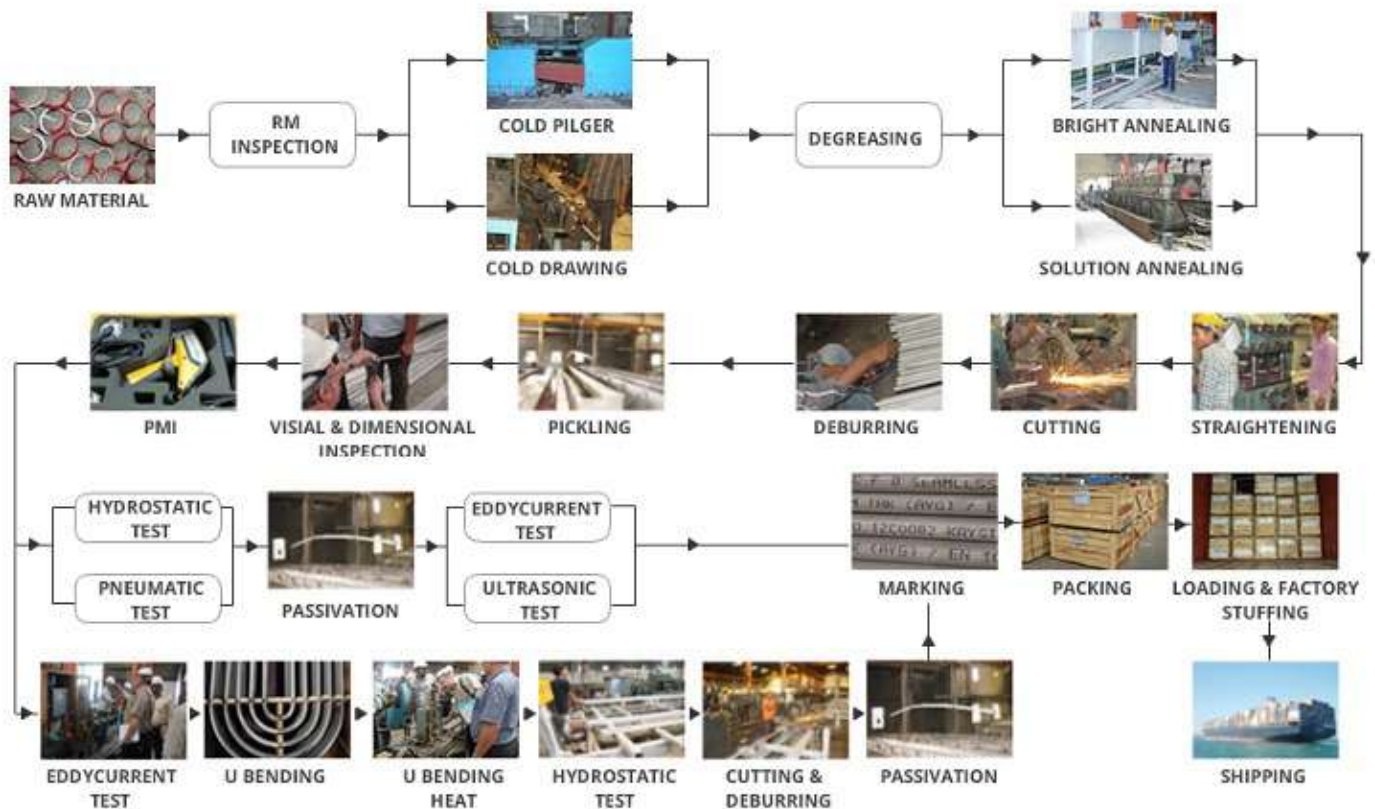 RAW MATERIAL
RM
INSPECTION
COLD PILGER
COLD DRAWING
DEGREASING
BRIGHT ANNEALING
SOLUTION ANNEALING
PMI
VISIAL & DIMENSIONAL
INSPECTION
PICKLING
DEBURRING
CUTTING
STRAIGHTENING
HYDROSTATIC
TEST
PNEUMATIC
TEST
PASSIVATION
EDDYCURRENT
TEST
ULTRASONIC
TEST
MARKING
PACKING
LOADING & FACTORY
STUFFING
EDDYCURRENT
TEST
U BENDING
U BENDING
HEAT
HYDROSTATIC
TEST
CUTTING &
DEBURRING
PASSIVATION
SHIPPING